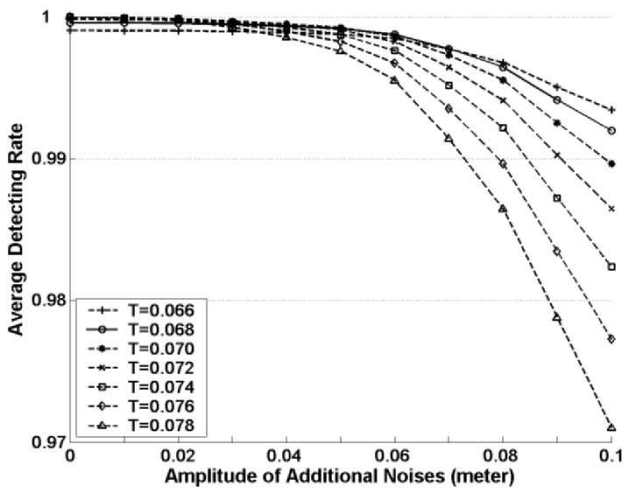 1
0.99
0.98
0.97
Average Detecting Rate
T=0.066
T=0.068
T=0.070
T=0.072
T=0.074
T=0.076
T=0.078
0 0.02 0.04 0.06 0.08 0.1
Amplitude of Additional Noises (meter)